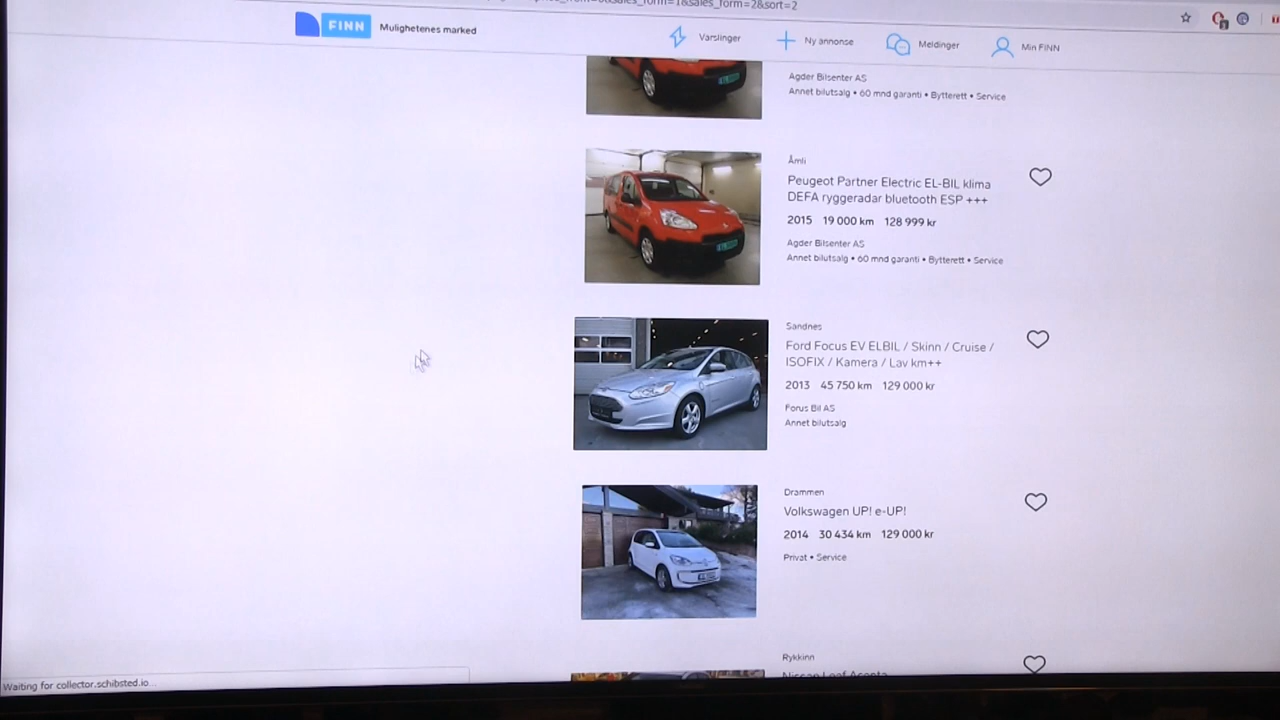 FINN
Mulighetenes marked
Varslinger
Ny annonse
Meldinger
Min FINN
Agder Bilsenter AS
Annet bilutsalg • 60 mnd garanti • Bytterett • Service
Åmli
Peugeot Partner Electric EL-BIL klima
DEFA ryggeradar bluetooth ESP +++
2015 19 000 km 128 999 kr
Agder Bilsenter AS
Annet bilutsalg • 60 mnd garanti • Bytterett • Service
Sandnes
Ford Focus EV ELBIL / Skinn / Cruise /
ISOFIX / Kamera / Lav km++
2013 45 750 km 129 000 kr
Forus Bil AS
Annet bilutsalg
Drammen
Volkswagen UP! e-UP!
2014 30 434 km 129 000 kr
Privat • Service
Rykkinn
Nissan Leaf Acenta
Waiting for collector.schibsted.io...